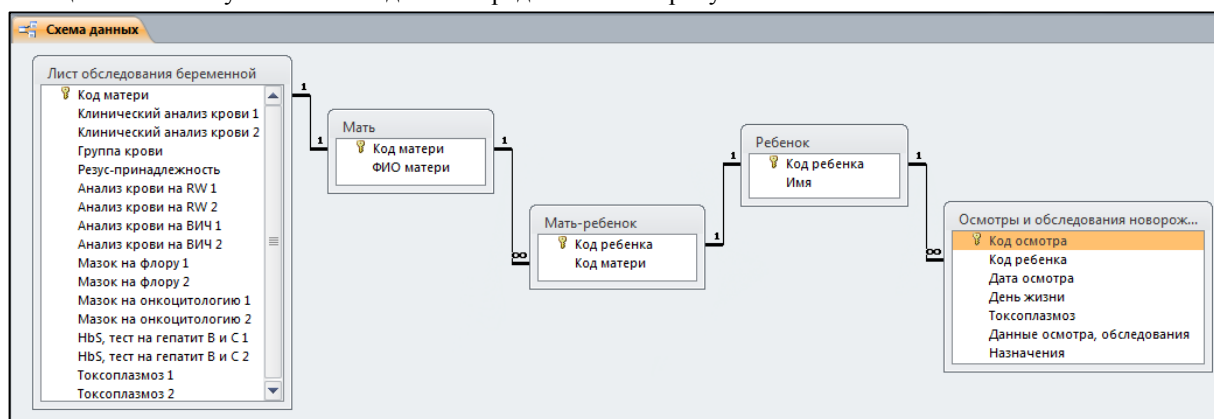 Схема данных
Лист обследования беременной
Код матери
Клинический анализ крови 1
Клинический анализ крови 2
Группа крови
Резус-принадлежность
Анализ крови на RW 1
Анализ крови на RW 2
Анализ крови на ВИЧ 1
Анализ крови на ВИЧ 2
Мазок на флору 1
Мазок на флору 2
Мазок на онкоцитологию 1
Мазок на онкоцитологию 2
HbS, тест на гепатит В и С 1
HbS, тест на гепатит В и С 2
Токсоплазмоз 1
Токсоплазмоз 2
1
1
Мать
Код матери
ФИО матери
1
∞
Мать-ребенок
Код ребенка
Код матери
1
1
Ребенок
Код ребенка
Имя
1
∞
Осмотры и обследования новорож...
Код осмотра
Код ребенка
Дата осмотра
День жизни
Токсоплазмоз
Данные осмотра, обследования
Назначения